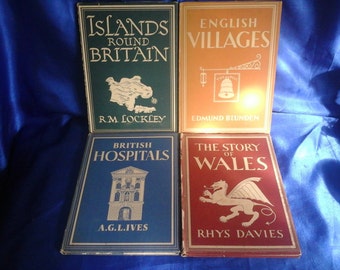 ISLANDS
ROUND
BRITAIN
R.M. LOCKLEY
ENGLISH
VILLAGES
EDMUND BLUNDEN
BRITISH
HOSPITALS
A.G.L. IVES
THE STORY
OF
WALES
RHYS DAVIES